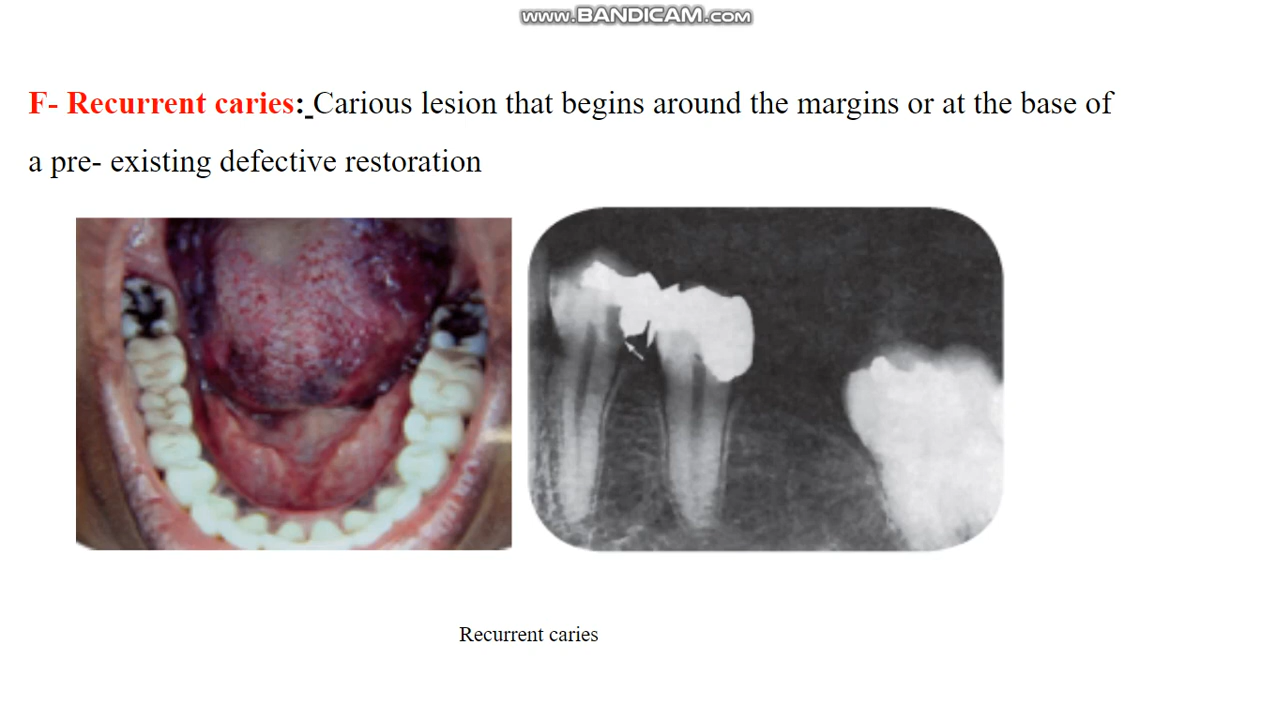 www.BANDICAM.com
F- Recurrent caries: Carious lesion that begins around the margins or at the base of
a pre- existing defective restoration
Recurrent caries